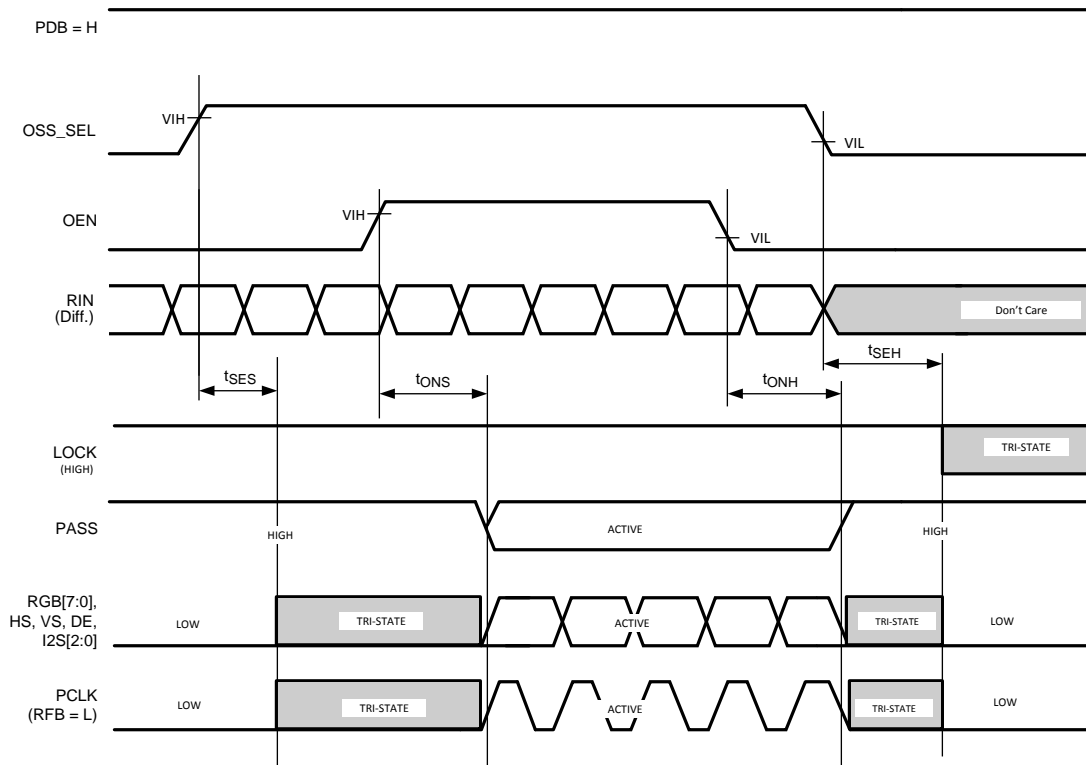 PDB = H
OSS_SEL
VIH
VIL
OEN
VIH
VIL
RIN
(Diff.)
Don't Care
tSES
tONS
tONH
tSEH
LOCK
(HIGH)
TRI-STATE
PASS
HIGH
ACTIVE
HIGH
RGB[7:0],
HS, VS, DE,
I2S[2:0]
LOW
TRI-STATE
ACTIVE
TRI-STATE
LOW
PCLK
(RFB = L)
LOW
TRI-STATE
ACTIVE
TRI-STATE
LOW